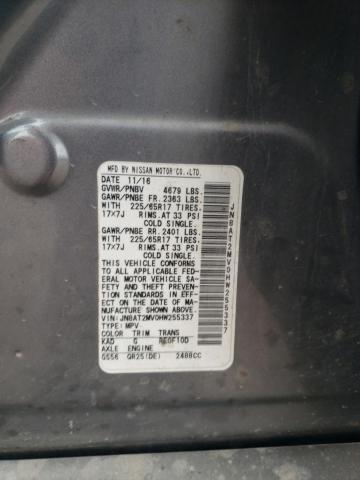 MFD BY NISSAN MOTOR CO.,LTD.
DATE 11/16
GVWR/PNBV 4679 LBS.
GAWR/PNBE FR. 2363 LBS.
WITH 225/65R17 TIRES,
17X7J RIMS.AT 33 PSI
COLD SINGLE.
GAWR/PNBE RR. 2401 LBS.
WITH 225/65R17 TIRES,
17X7J RIMS.AT 33 PSI
COLD SINGLE.
THIS VEHICLE CONFORMS
TO ALL APPLICABLE FED-
ERAL MOTOR VEHICLE SA-
FETY AND THEFT PREVEN-
TION STANDARDS IN EFF-
ECT ON THE DATE OF MA-
NUFACTURE SHOWN ABOVE.
VIN:JN8AT2MV0HW255337
TYPE:MPV
COLOR TRIM TRANS
KAD G RE0F10D
AXLE ENGINE
GS56 QR25(DE) 2488CC
JN8AT2MV0HW255337